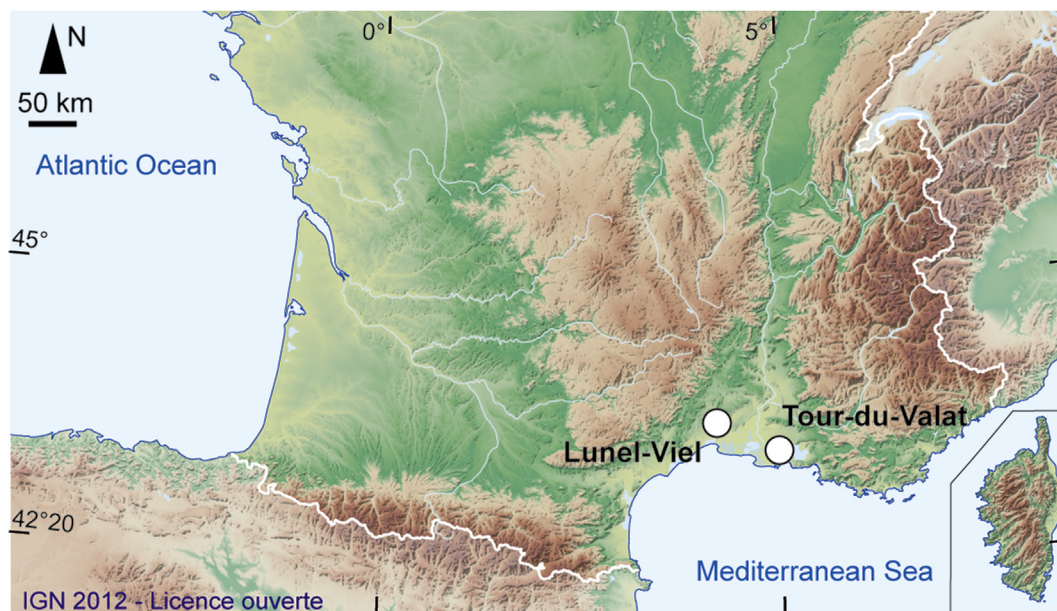 0°
5°
N
50 km
Atlantic Ocean
45°
Tour-du-Valat
Lunel-Viel
42°20
Mediterranean Sea
IGN 2012 - Licence ouverte